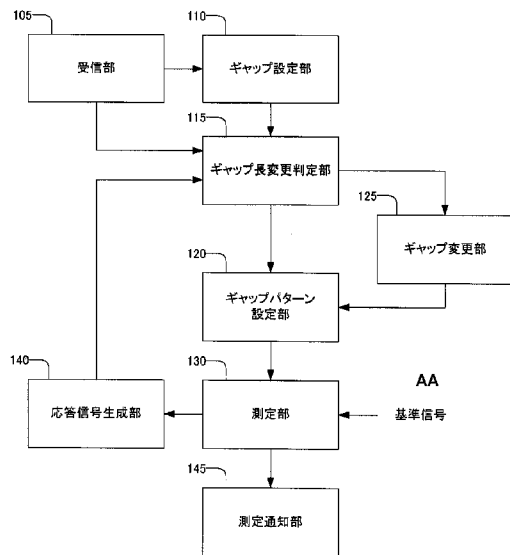 105
受信部
110
ギャップ設定部
115
ギャップ長変更判定部
125
ギャップ変更部
120
ギャップパターン
設定部
140
応答信号生成部
130
測定部
AA
基準信号
145
測定通知部